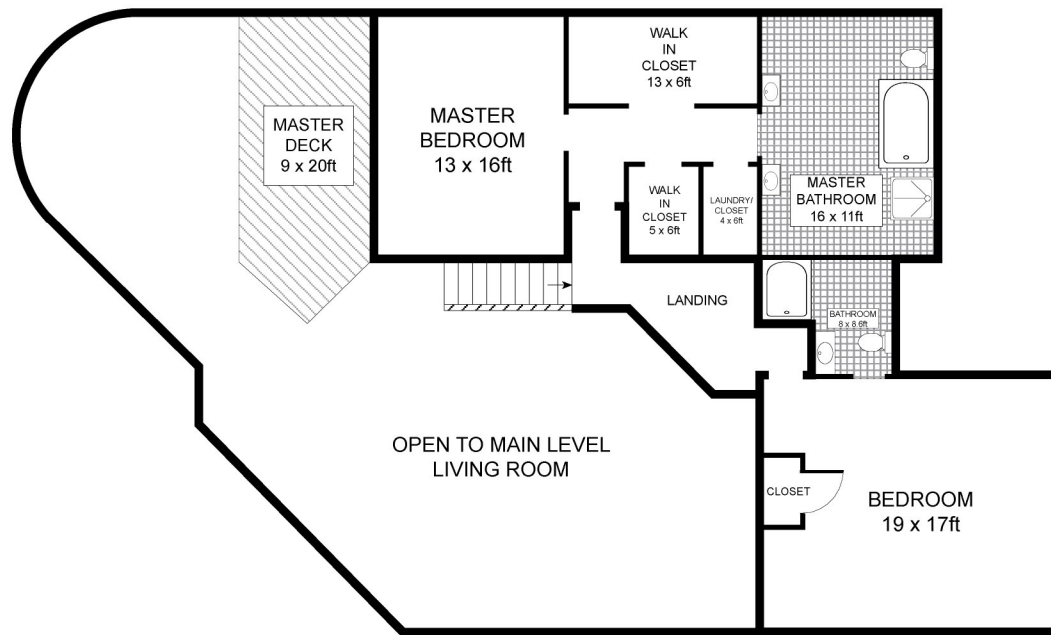 WALK
IN
CLOSET
13 x 6ft
MASTER
DECK
9 x 20ft
MASTER
BEDROOM
13 x 16ft
WALK
IN
CLOSET
5 x 6ft
LAUNDRY/
CLOSET
4 x 6ft
MASTER
BATHROOM
16 x 11ft
LANDING
BATHROOM
8 x 8.6ft
OPEN TO MAIN LEVEL
LIVING ROOM
CLOSET
BEDROOM
19 x 17ft